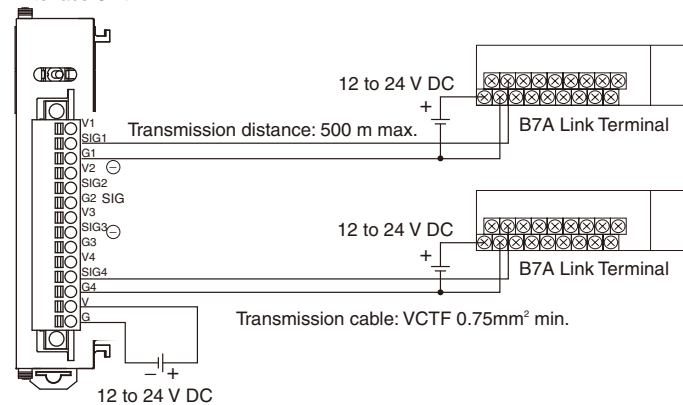 12 to 24 V DC
+
B7A Link Terminal
V1
SIG1
Transmission distance: 500 m max.
G1
V2 ⊖
SIG2
G2 SIG
V3
SIG3 ⊖
G3
V4
SIG4
G4
V
G
12 to 24 V DC
+
B7A Link Terminal
Transmission cable: VCTF 0.75mm² min.
− +
12 to 24 V DC